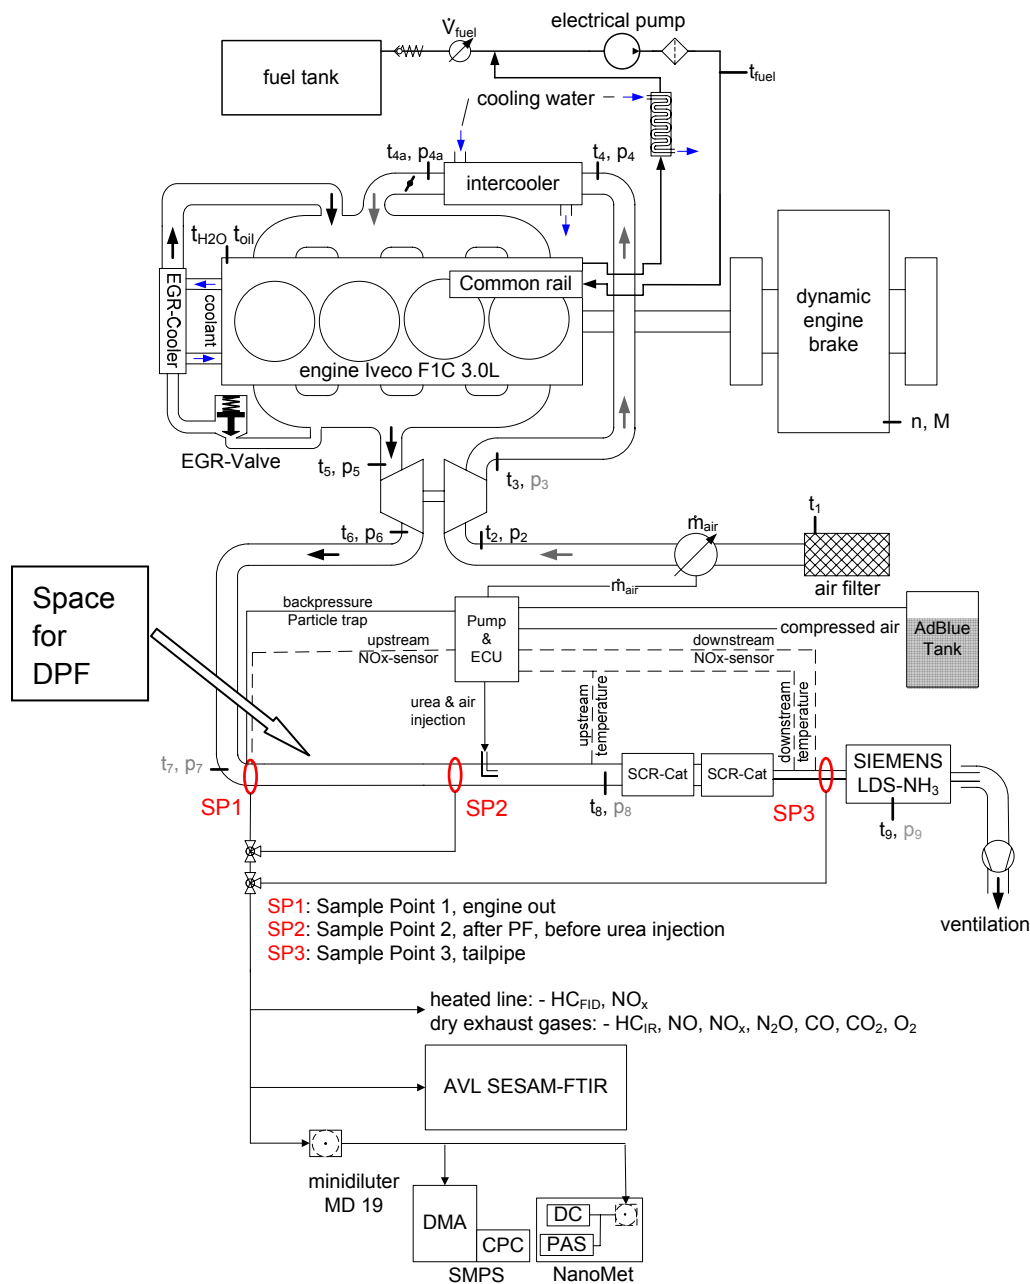 electrical pump
V̇fuel
fuel tank
tfuel
cooling water
t4a, p4a
t4, p4
intercooler
tH2O toil
Common rail
EGR-Cooler
coolant
dynamic
engine
brake
engine Iveco F1C 3.0L
n, M
EGR-Valve
t5, p5
t3, p3
t1
ṁair
t6, p6
t2, p2
air filter
ṁair
Space
for
DPF
backpressure
Particle trap
Pump
&
ECU
compressed air
AdBlue
Tank
upstream
NOx-sensor
downstream
NOx-sensor
urea & air
injection
upstream
temperature
downstream
temperature
t7, p7
SCR-Cat
SCR-Cat
SIEMENS
LDS-NH3
SP1
SP2
t8, p8
SP3
t9, p9
SP1: Sample Point 1, engine out
SP2: Sample Point 2, after PF, before urea injection
SP3: Sample Point 3, tailpipe
ventilation
heated line: - HCFID, NOx
dry exhaust gases: - HCIR, NO, NOx, N2O, CO, CO2, O2
AVL SESAM-FTIR
minidiluter
MD 19
DMA
CPC
SMPS
DC
PAS
NanoMet